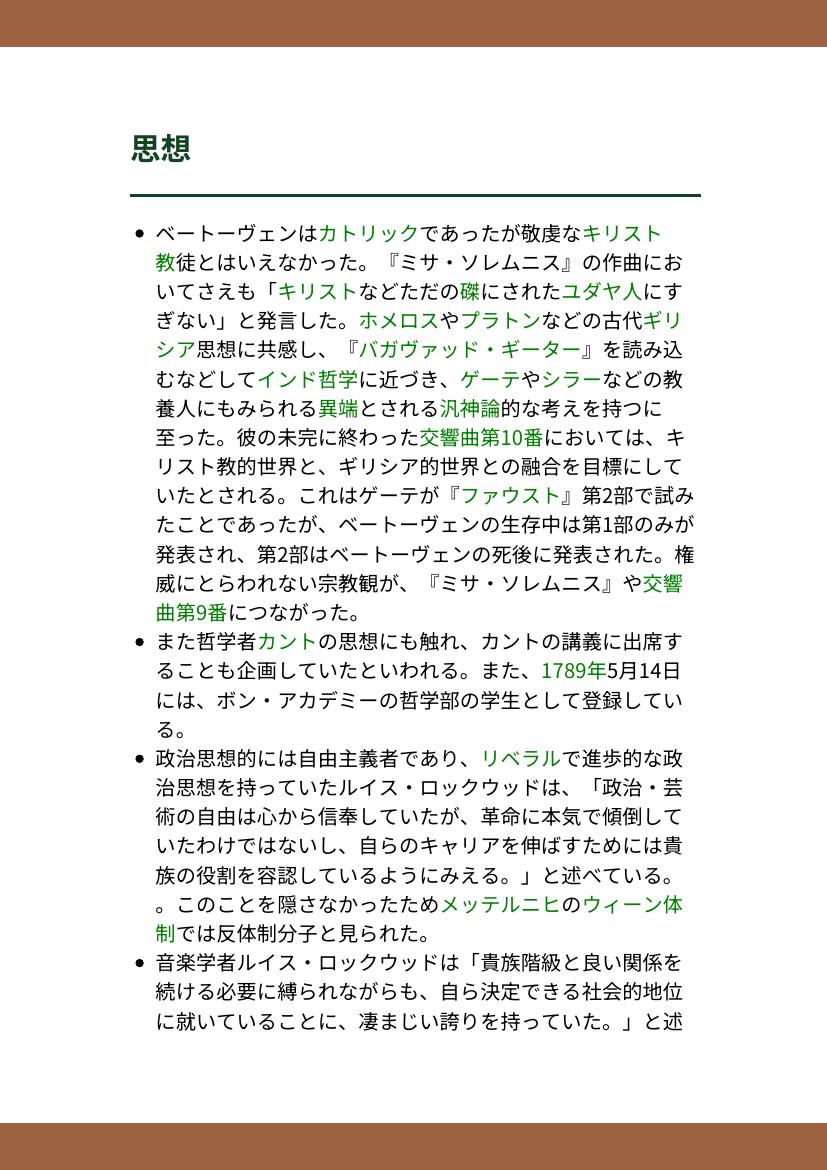 思想
• ベートーヴェンはカトリックであったが敬虔なキリスト
教徒とはいえなかった。『ミサ・ソレムニス』の作曲にお
いてさえも「キリストなどただの磔にされたユダヤ人にす
ぎない」と発言した。ホメロスやプラトンなどの古代ギリ
シア思想に共感し、『バガヴァッド・ギーター』を読み込
むなどしてインド哲学に近づき、ゲーテやシラーなどの教
養人にもみられる異端とされる汎神論的な考えを持つに
至った。彼の未完に終わった交響曲第10番においては、キ
リスト教的世界と、ギリシア的世界との融合を目標にして
いたとされる。これはゲーテが『ファウスト』第2部で試み
たことであったが、ベートーヴェンの生存中は第1部のみが
発表され、第2部はベートーヴェンの死後に発表された。権
威にとらわれない宗教観が、『ミサ・ソレムニス』や交響
曲第9番につながった。
• また哲学者カントの思想にも触れ、カントの講義に出席す
ることも企画していたといわれる。また、1789年5月14日
には、ボン・アカデミーの哲学部の学生として登録してい
る。
• 政治思想的には自由主義者であり、リベラルで進歩的な政
治思想を持っていたルイス・ロックウッドは、「政治・芸
術の自由は心から信奉していたが、革命に本気で傾倒して
いたわけではないし、自らのキャリアを伸ばすためには貴
族の役割を容認しているようにみえる。」と述べている。
。このことを隠さなかったためメッテルニヒのウィーン体
制では反体制分子と見られた。
• 音楽学者ルイス・ロックウッドは「貴族階級と良い関係を
続ける必要に縛られながらも、自ら決定できる社会的地位
に就いていることに、凄まじい誇りを持っていた。」と述